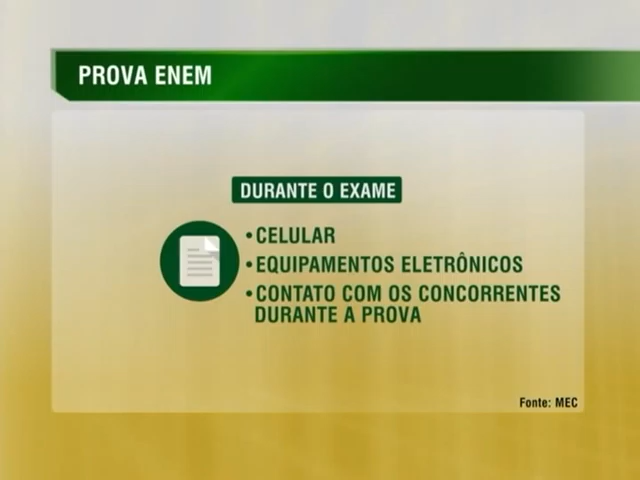 PROVA ENEM
DURANTE O EXAME
•CELULAR
•EQUIPAMENTOS ELETRÔNICOS
•CONTATO COM OS CONCORRENTES
DURANTE A PROVA
Fonte: MEC